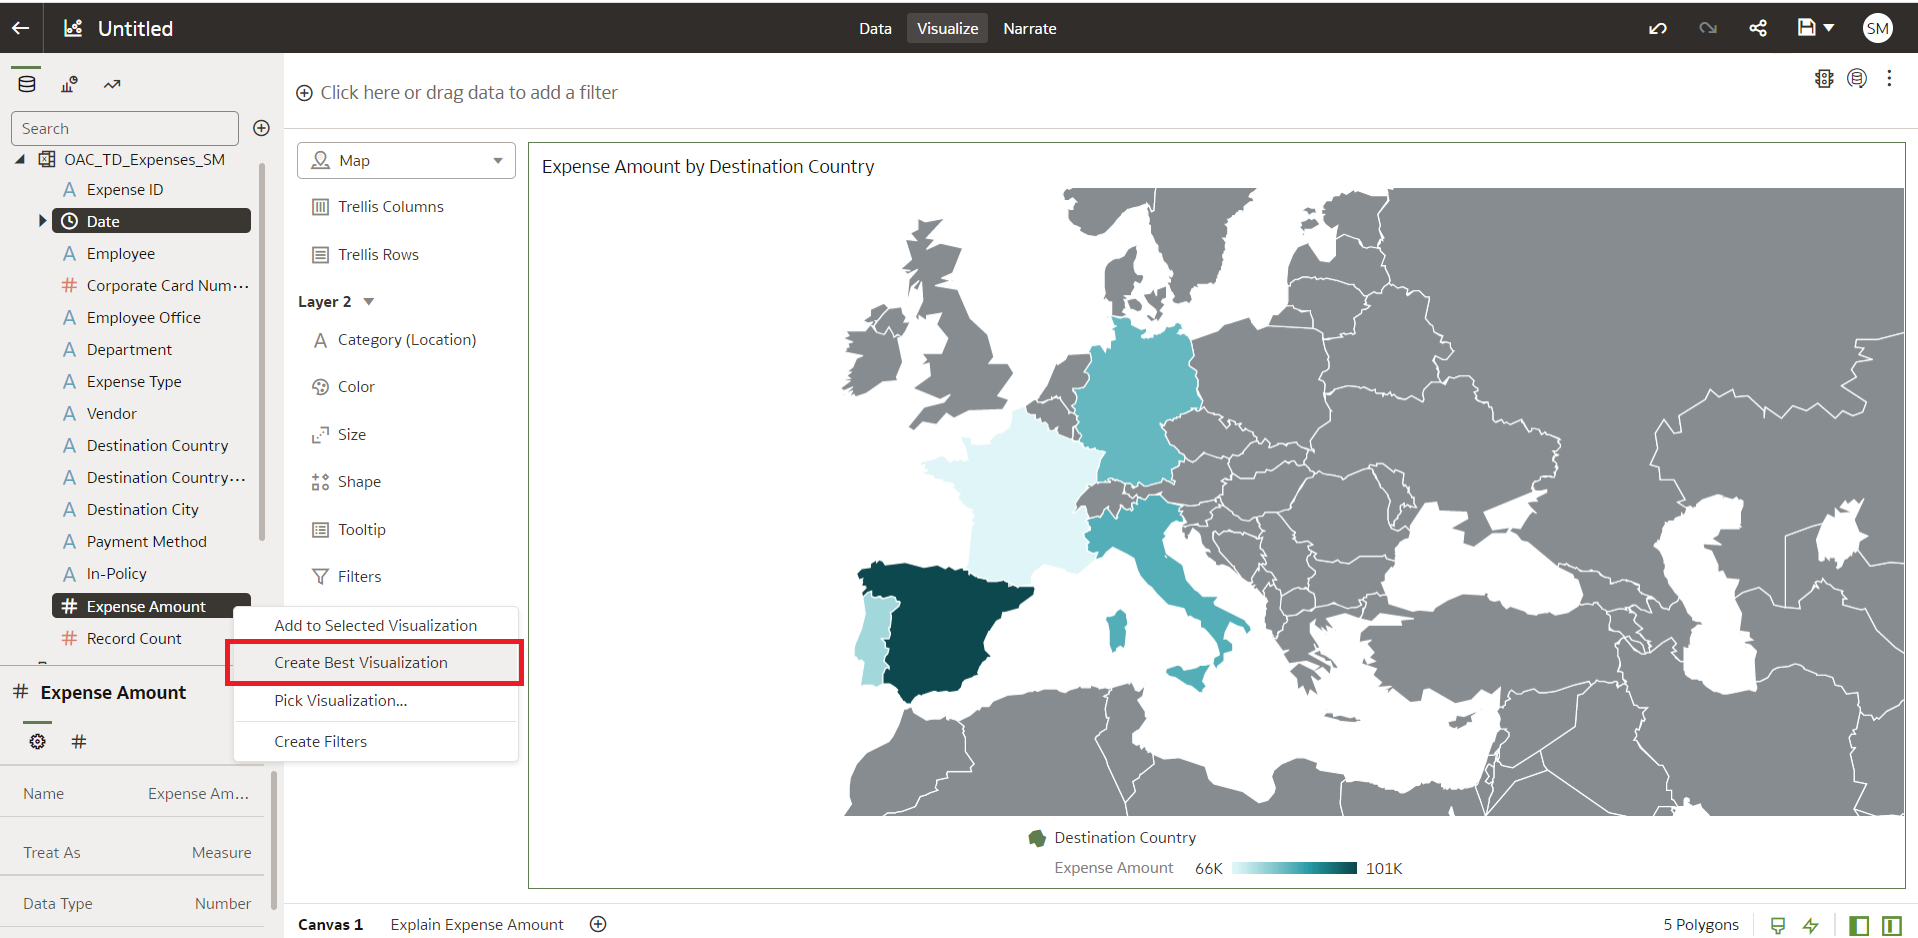 Untitled
Data Visualize Narrate
SM
Search
OAC_TD_Expenses_SM
Expense ID
Date
Employee
Corporate Card Num···
Employee Office
Department
Expense Type
Vendor
Destination Country
Destination Country···
Destination City
Payment Method
In-Policy
Expense Amount
Record Count
Expense Amount
Name Expense Am...
Treat As Measure
Data Type Number
Click here or drag data to add a filter
Map
Trellis Columns
Trellis Rows
Layer 2
Category (Location)
Color
Size
Shape
Tooltip
Filters
Add to Selected Visualization
Create Best Visualization
Pick Visualization...
Create Filters
Expense Amount by Destination Country
Destination Country
Expense Amount 66K 101K
Canvas 1 Explain Expense Amount
5 Polygons